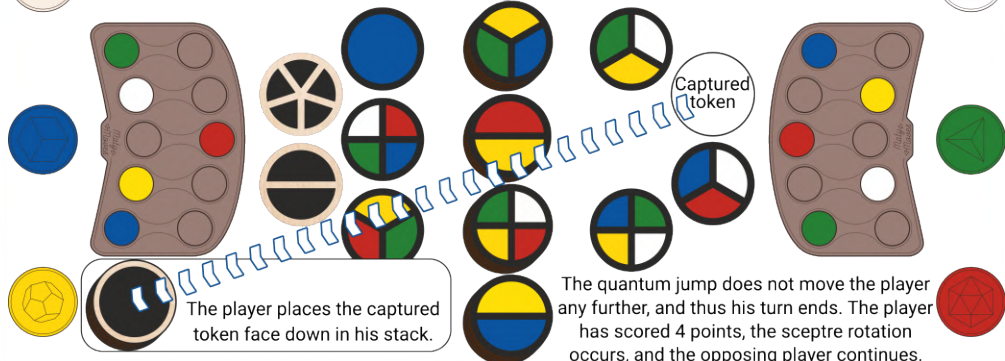 Captured
token
The player places the captured
token face down in his stack.
The quantum jump does not move the player
any further, and thus his turn ends. The player
has scored 4 points, the sceptre rotation
occurs, and the opposing player continues.